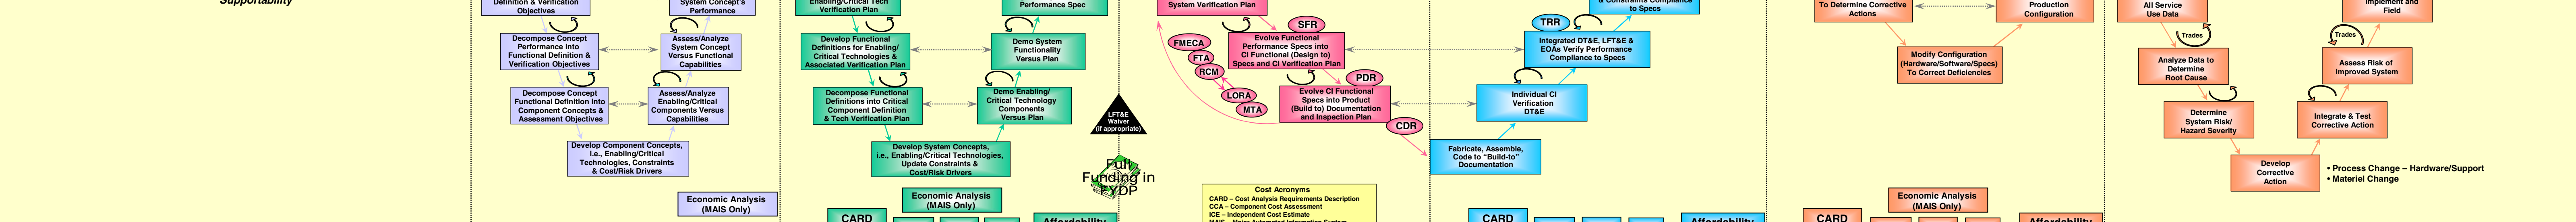 Supportability
Definition & Verification
Objectives
System Concept's
Performance
Decompose Concept
Performance into
Functional Definition &
Verification Objectives
Assess/Analyze
System Concept
Versus Functional
Capabilities
Decompose Concept
Functional Definition into
Component Concepts &
Assessment Objectives
Assess/Analyze
Enabling/Critical
Components Versus
Capabilities
Develop Component Concepts,
i.e., Enabling/Critical
Technologies, Constraints
& Cost/Risk Drivers
Economic Analysis
(MAIS Only)
Enabling/Critical Tech
Verification Plan
Performance Spec
Develop Functional
Definitions for Enabling/
Critical Technologies &
Associated Verification Plan
Demo System
Functionality
Versus Plan
Decompose Functional
Definitions into Critical
Component Definition
& Tech Verification Plan
Demo Enabling/
Critical Technology
Components
Versus Plan
Develop System Concepts,
i.e., Enabling/Critical Technologies,
Update Constraints &
Cost/Risk Drivers
Economic Analysis
(MAIS Only)
CARD
Affordability
LFT&E
Waiver
(if appropriate)
Full
Funding in
FYDP
System Verification Plan
SFR
Evolve Functional
Performance Specs into
CI Functional (Design to)
Specs and CI Verification Plan
FMECA
FTA
RCM
LORA
MTA
PDR
Evolve CI Functional
Specs into Product
(Build to) Documentation
and Inspection Plan
CDR
Cost Acronyms
CARD – Cost Analysis Requirements Description
CCA – Component Cost Assessment
ICE – Independent Cost Estimate
MAIS – Major Automated Information System
& Constraints Compliance
to Specs
TRR
Integrated DT&E, LFT&E &
EOAs Verify Performance
Compliance to Specs
Individual CI
Verification
DT&E
Fabricate, Assemble,
Code to "Build-to"
Documentation
CARD
Affordability
To Determine Corrective
Actions
Production
Configuration
Modify Configuration
(Hardware/Software/Specs)
To Correct Deficiencies
Economic Analysis
(MAIS Only)
CARD
Affordability
All Service
Use Data
Implement and
Field
Trades
Trades
Analyze Data to
Determine
Root Cause
Assess Risk of
Improved System
Determine
System Risk/
Hazard Severity
Integrate & Test
Corrective Action
Develop
Corrective
Action
• Process Change – Hardware/Support
• Materiel Change